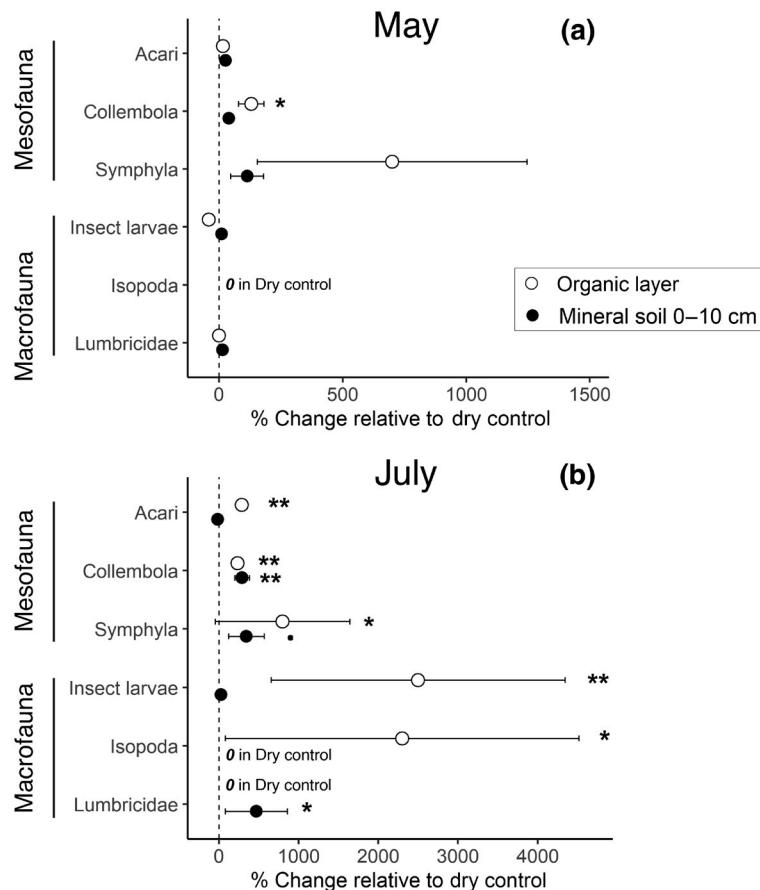 May
(a)
Mesofauna
Acari
Collembola
*
Symphyla
Macrofauna
Insect larvae
Isopoda
0 in Dry control
Lumbricidae
Organic layer
Mineral soil 0–10 cm
0
500
1000
1500
% Change relative to dry control
July
(b)
Mesofauna
Acari
**
Collembola
**
**
Symphyla
*
Macrofauna
Insect larvae
**
Isopoda
*
0 in Dry control
0 in Dry control
Lumbricidae
*
0
1000
2000
3000
4000
% Change relative to dry control